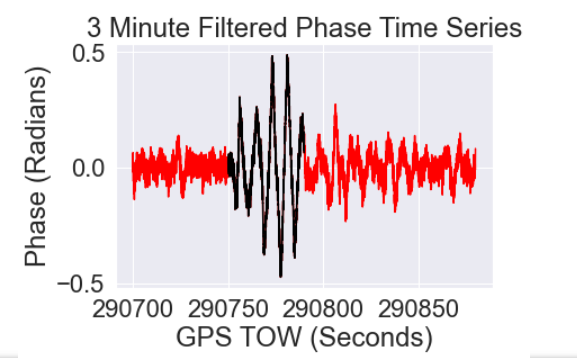 3 Minute Filtered Phase Time Series
Phase (Radians)
0.5
0.0
−0.5
290700 290750 290800 290850
GPS TOW (Seconds)